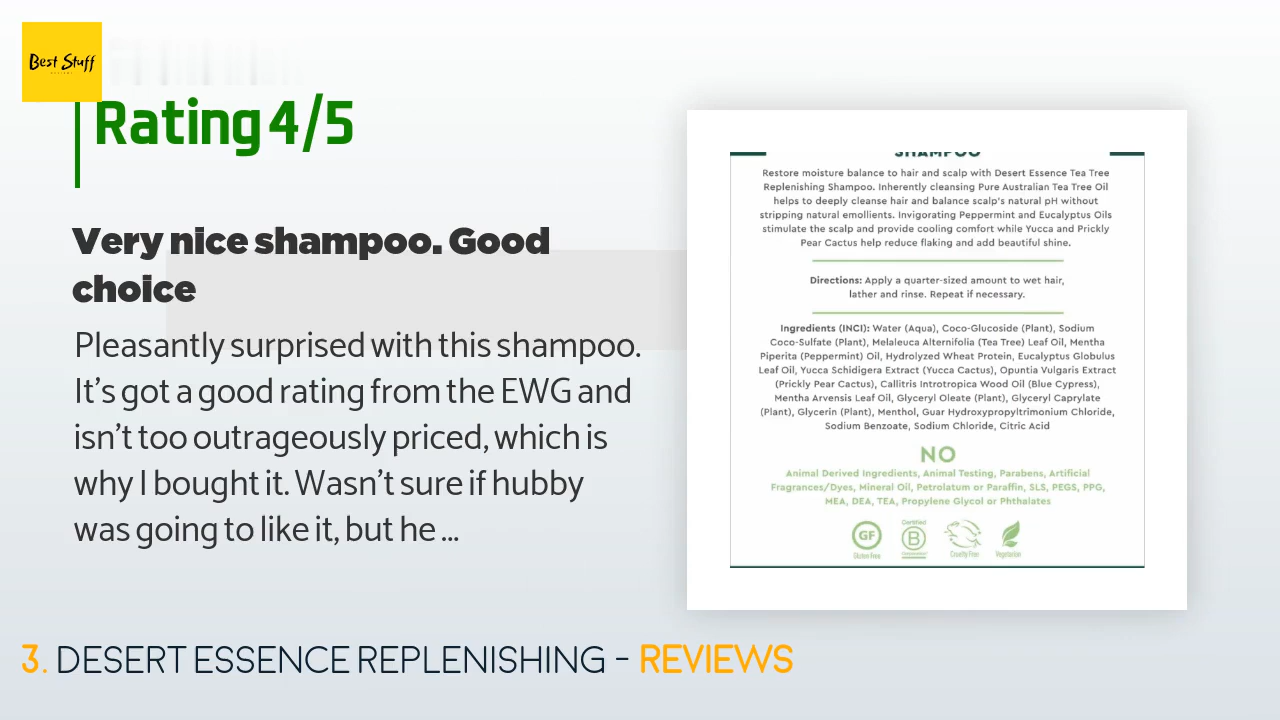 Best Stuff
Rating 4/5
Very nice shampoo. Good
choice
Pleasantly surprised with this shampoo.
It's got a good rating from the EWG and
isn't too outrageously priced, which is
why I bought it. Wasn't sure if hubby
was going to like it, but he ...
SHAMPOO
Restore moisture balance to hair and scalp with Desert Essence Tea Tree
Replenishing Shampoo. Inherently cleansing Pure Australian Tea Tree Oil
helps to deeply cleanse hair and balance scalp's natural pH without
stripping natural emollients. Invigorating Peppermint and Eucalyptus Oils
stimulate the scalp and provide cooling comfort while Yucca and Prickly
Pear Cactus help reduce flaking and add beautiful shine.
Directions: Apply a quarter-sized amount to wet hair,
lather and rinse. Repeat if necessary.
Ingredients (INCI): Water (Aqua), Coco-Glucoside (Plant), Sodium
Coco-Sulfate (Plant), Melaleuca Alternifolia (Tea Tree) Leaf Oil, Mentha
Piperita (Peppermint) Oil, Hydrolyzed Wheat Protein, Eucalyptus Globulus
Leaf Oil, Yucca Schidigera Extract (Yucca Cactus), Opuntia Vulgaris Extract
(Prickly Pear Cactus), Callitris Introtropica Wood Oil (Blue Cypress),
Mentha Arvensis Leaf Oil, Glyceryl Oleate (Plant), Glyceryl Caprylate
(Plant), Glycerin (Plant), Menthol, Guar Hydroxypropyltrimonium Chloride,
Sodium Benzoate, Sodium Chloride, Citric Acid
NO
Animal Derived Ingredients, Animal Testing, Parabens, Artificial
Fragrances/Dyes, Mineral Oil, Petrolatum or Paraffin, SLS, PEGS, PPG,
MEA, DEA, TEA, Propylene Glycol or Phthalates
GF
Gluten Free
Certified
B
Cruelty Free
Vegetarian
3. DESERT ESSENCE REPLENISHING - REVIEWS